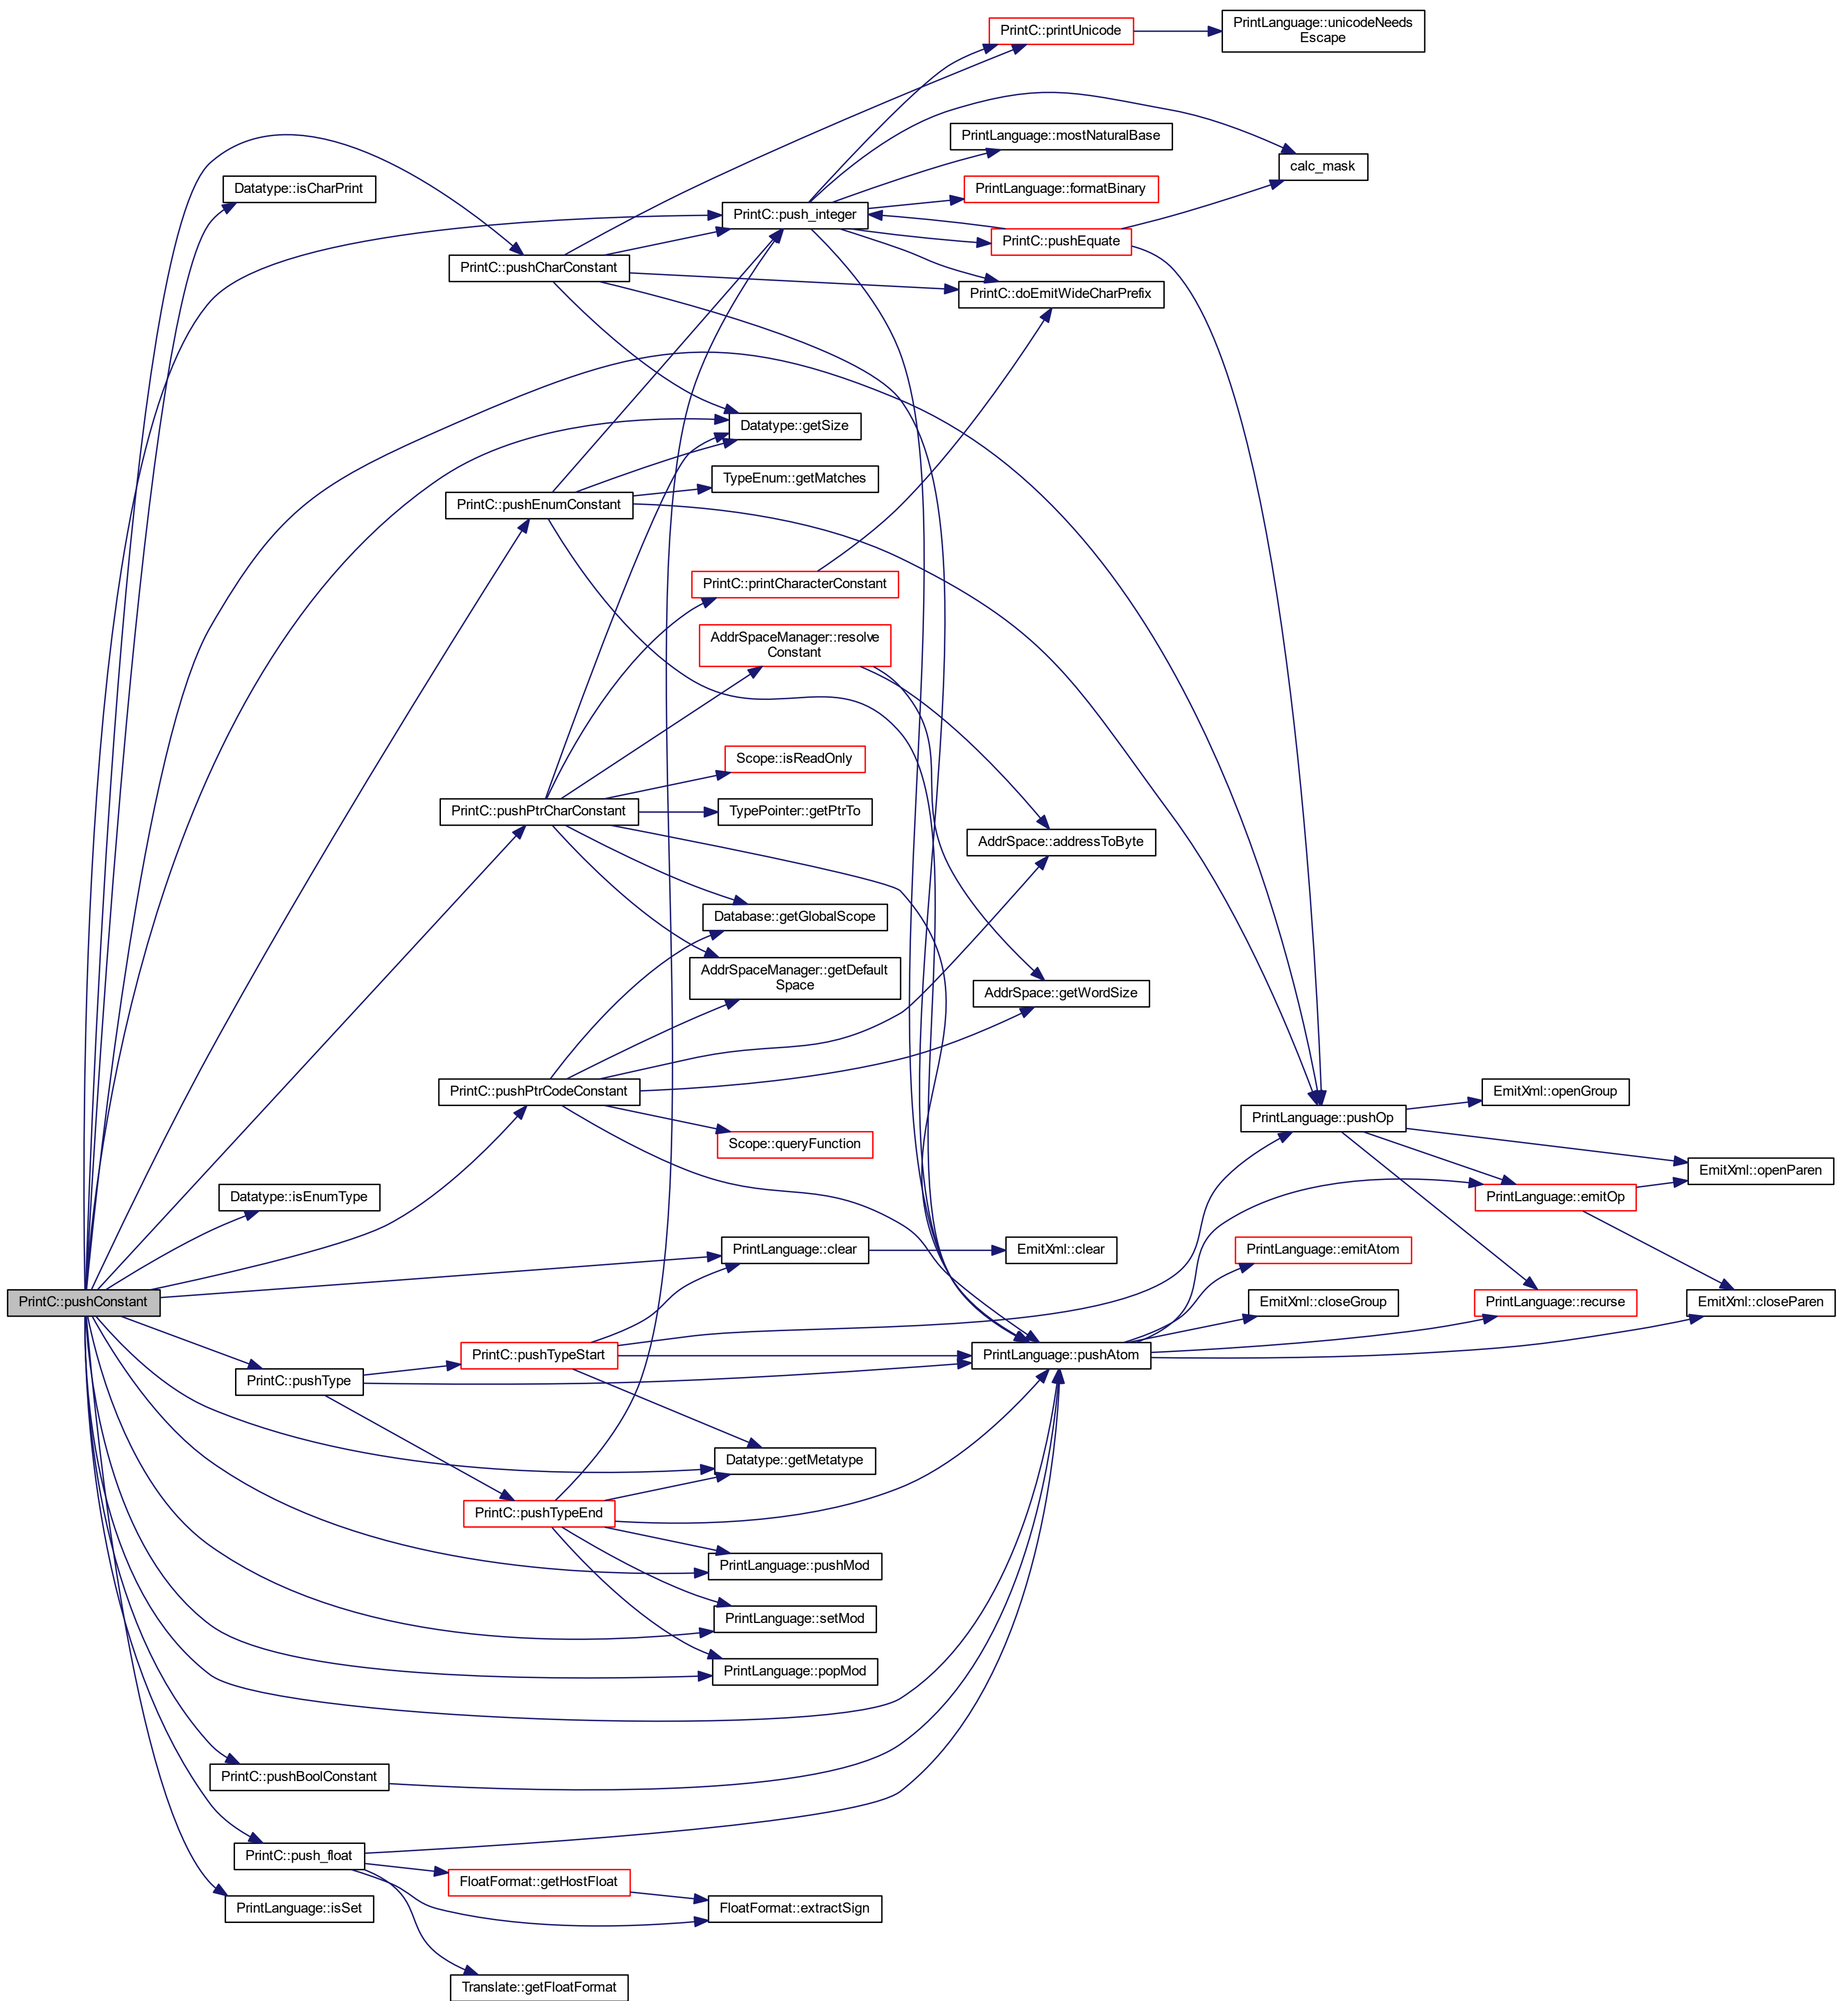 PrintC::printUnicode
PrintLanguage::unicodeNeeds
Escape
PrintLanguage::mostNaturalBase
calc_mask
Datatype::isCharPrint
PrintLanguage::formatBinary
PrintC::push_integer
PrintC::pushEquate
PrintC::pushCharConstant
PrintC::doEmitWideCharPrefix
Datatype::getSize
TypeEnum::getMatches
PrintC::pushEnumConstant
PrintC::printCharacterConstant
AddrSpaceManager::resolve
Constant
Scope::isReadOnly
PrintC::pushPtrCharConstant
TypePointer::getPtrTo
AddrSpace::addressToByte
Database::getGlobalScope
AddrSpaceManager::getDefault
Space
AddrSpace::getWordSize
PrintC::pushPtrCodeConstant
EmitXml::openGroup
PrintLanguage::pushOp
Scope::queryFunction
EmitXml::openParen
Datatype::isEnumType
PrintLanguage::emitOp
PrintLanguage::clear
EmitXml::clear
PrintLanguage::emitAtom
PrintC::pushConstant
EmitXml::closeGroup
PrintLanguage::recurse
EmitXml::closeParen
PrintC::pushTypeStart
PrintLanguage::pushAtom
PrintC::pushType
Datatype::getMetatype
PrintC::pushTypeEnd
PrintLanguage::pushMod
PrintLanguage::setMod
PrintLanguage::popMod
PrintC::pushBoolConstant
PrintC::push_float
FloatFormat::getHostFloat
PrintLanguage::isSet
FloatFormat::extractSign
Translate::getFloatFormat